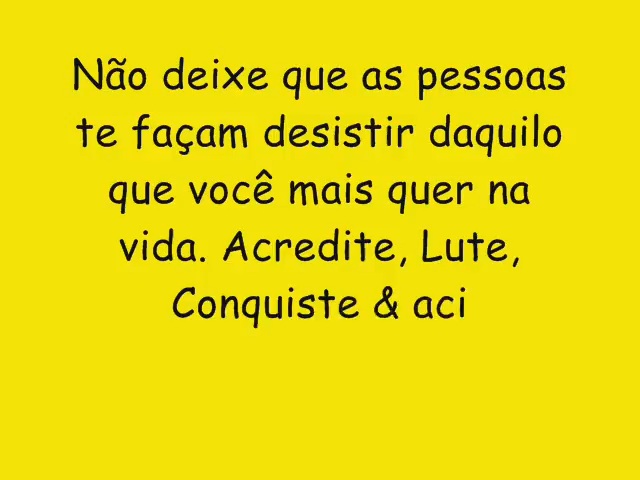 Não deixe que as pessoas
te façam desistir daquilo
que você mais quer na
vida. Acredite, Lute,
Conquiste & aci